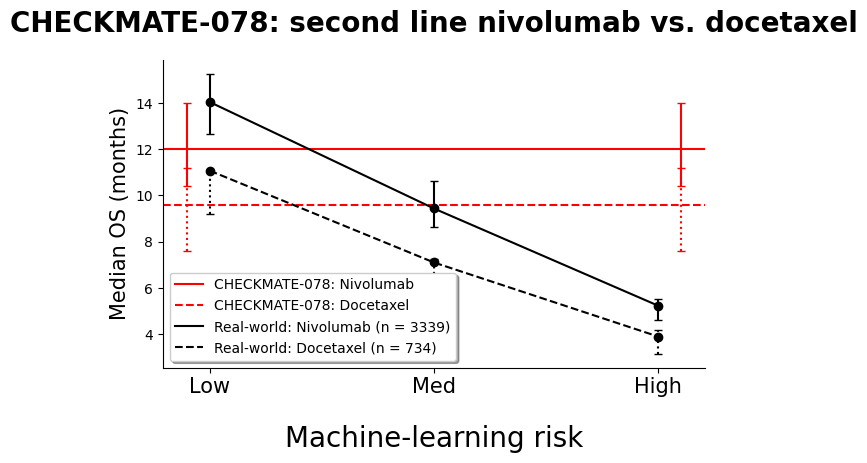 CHECKMATE-078: second line nivolumab vs. docetaxel
Median OS (months)
14
12
10
8
6
4
CHECKMATE-078: Nivolumab
CHECKMATE-078: Docetaxel
Real-world: Nivolumab (n = 3339)
Real-world: Docetaxel (n = 734)
Low Med High
Machine-learning risk